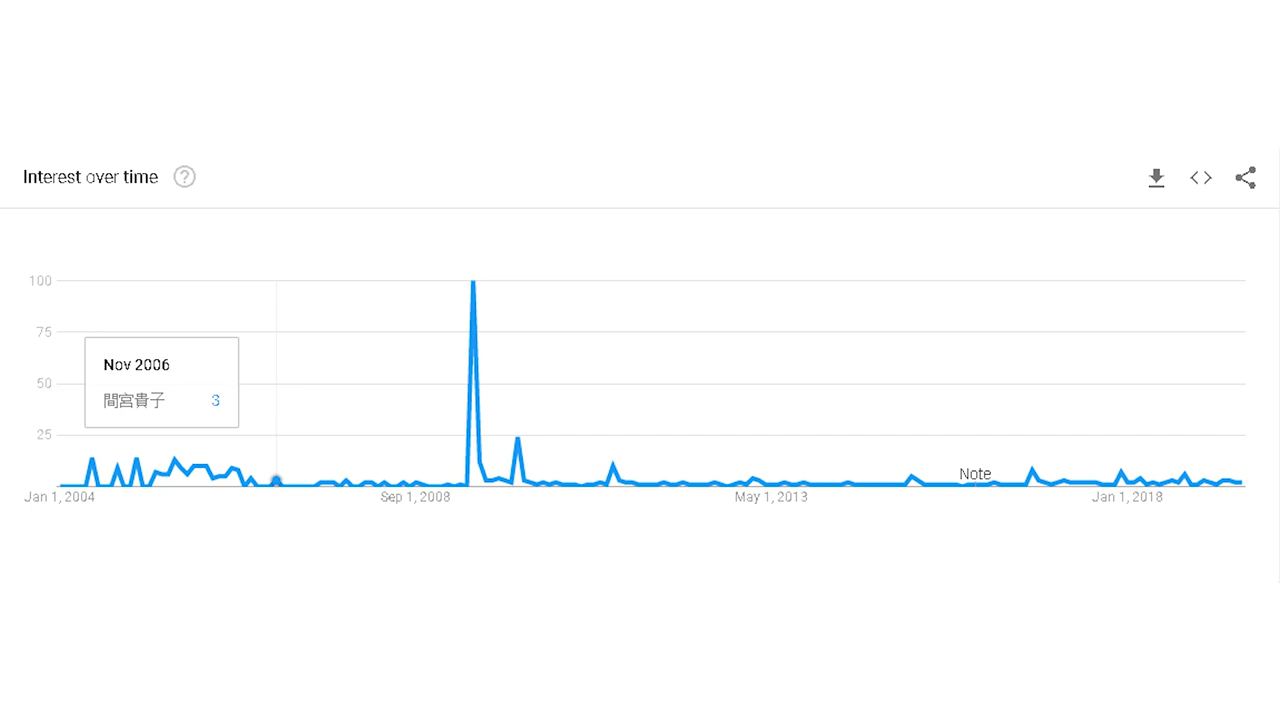 Interest over time
100
75
50
25
Nov 2006
間宮貴子 3
Note
Jan 1, 2004 Sep 1, 2008 May 1, 2013 Jan 1, 2018